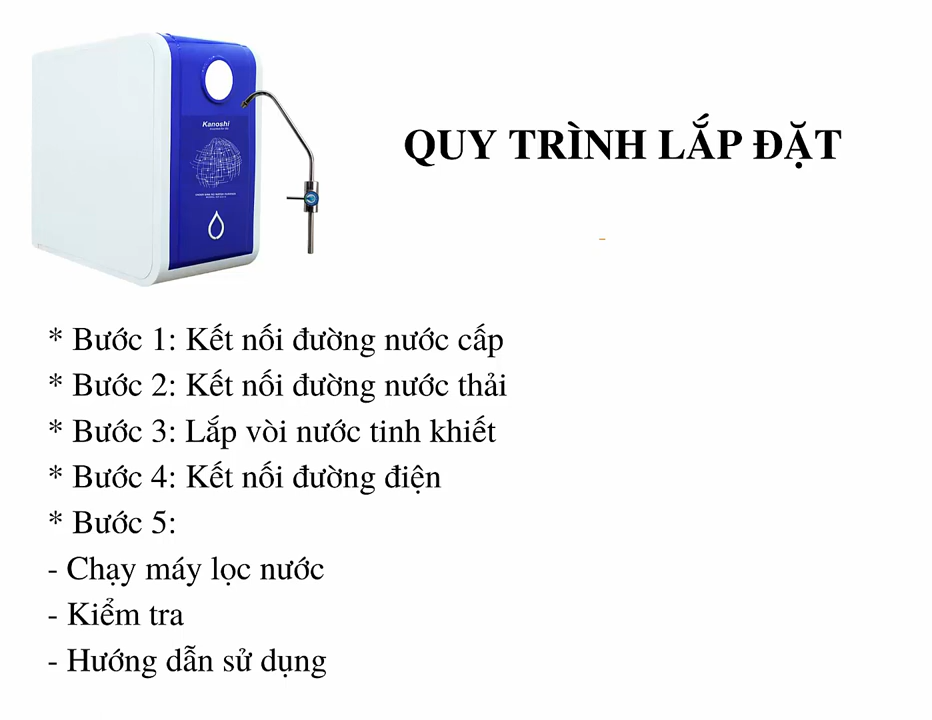 Kanoshi
QUY TRÌNH LẮP ĐẶT
* Bước 1: Kết nối đường nước cấp
* Bước 2: Kết nối đường nước thải
* Bước 3: Lắp vòi nước tinh khiết
* Bước 4: Kết nối đường điện
* Bước 5:
- Chạy máy lọc nước
- Kiểm tra
- Hướng dẫn sử dụng